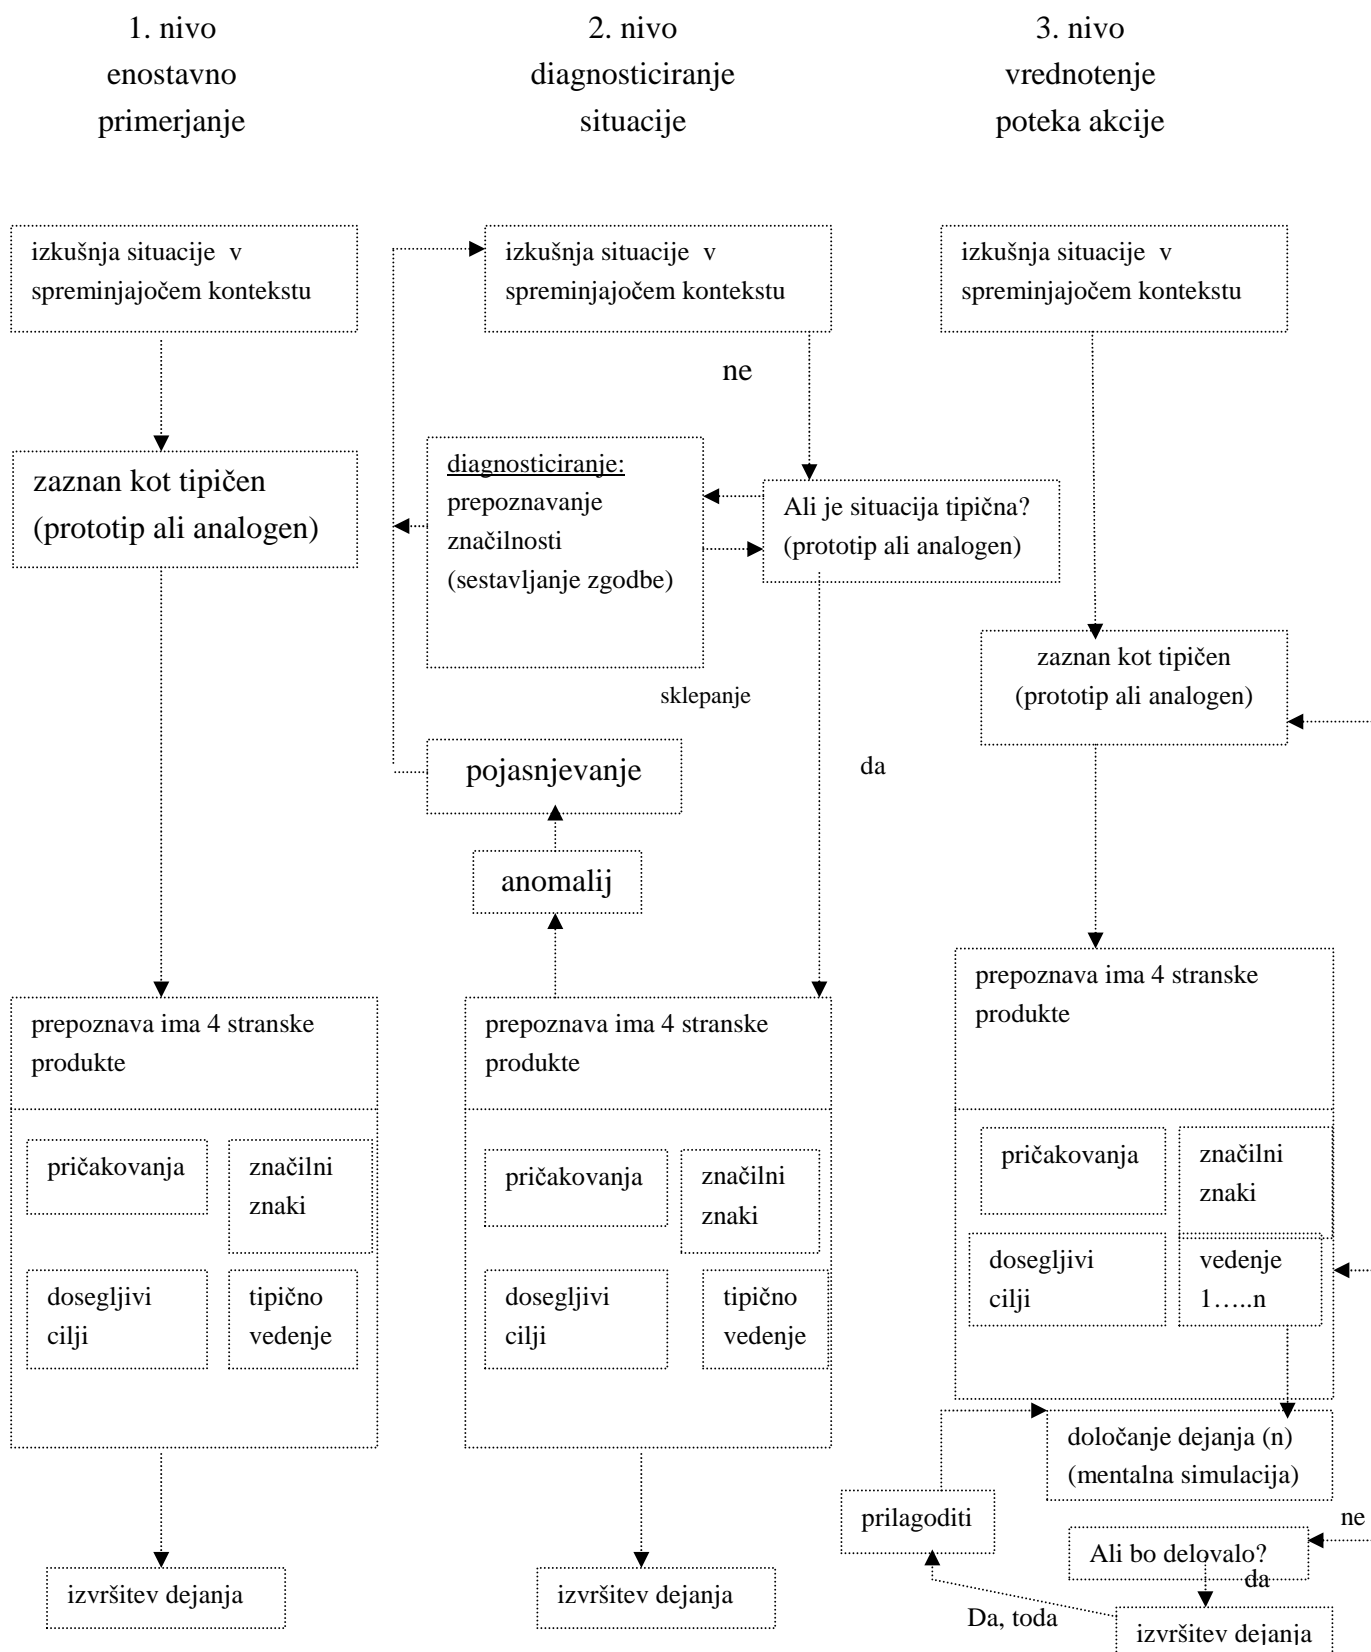 1. nivo
enostavno
primerjanje
2. nivo
diagnosticiranje
situacije
3. nivo
vrednotenje
poteka akcije
izkušnja situacije v
spreminjajočem kontekstu
zaznan kot tipičen
(prototip ali analogen)
prepoznava ima 4 stranske
produkte
pričakovanja
značilni
znaki
dosegljivi
cilji
tipično
vedenje
izvršitev dejanja
izkušnja situacije v
spreminjajočem kontekstu
ne
diagnosticiranje:
prepoznavanje
značilnosti
(sestavljanje zgodbe)
Ali je situacija tipična?
(prototip ali analogen)
sklepanje
da
pojasnjevanje
anomalij
prepoznava ima 4 stranske
produkte
pričakovanja
značilni
znaki
dosegljivi
cilji
tipično
vedenje
izvršitev dejanja
izkušnja situacije v
spreminjajočem kontekstu
zaznan kot tipičen
(prototip ali analogen)
prepoznava ima 4 stranske
produkte
pričakovanja
značilni
znaki
dosegljivi
cilji
vedenje
1…..n
določanje dejanja (n)
(mentalna simulacija)
prilagoditi
ne
Ali bo delovalo?
da
Da, toda
izvršitev dejanja